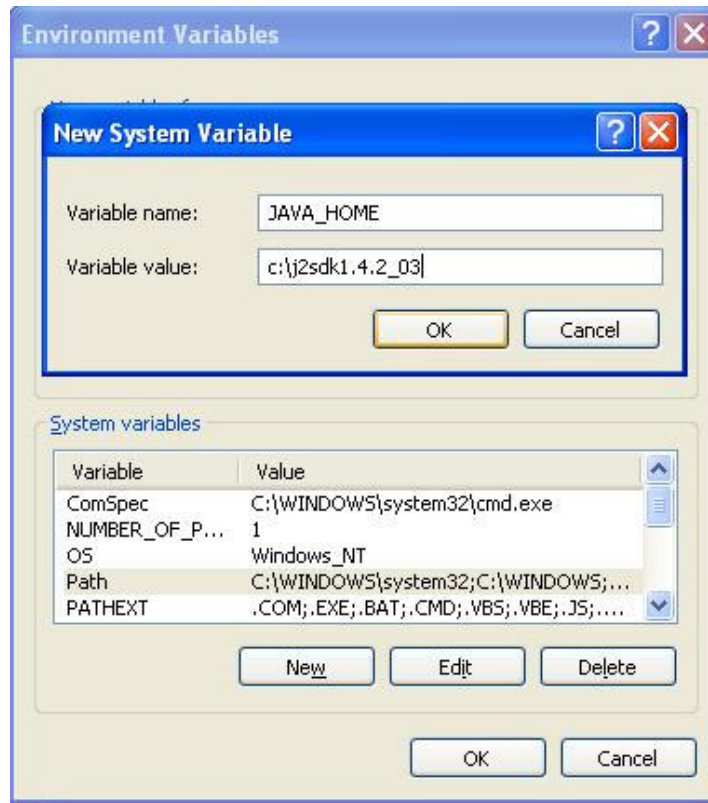 Environment Variables
New System Variable
Variable name: JAVA_HOME
Variable value: c:\j2sdk1.4.2_03
OK Cancel
System variables
Variable Value
ComSpec C:\WINDOWS\system32\cmd.exe
NUMBER_OF_P... 1
OS Windows_NT
Path C:\WINDOWS\system32;C:\WINDOWS;...
PATHEXT .COM;.EXE;.BAT;.CMD;.VBS;.VBE;.JS;....
New Edit Delete
OK Cancel